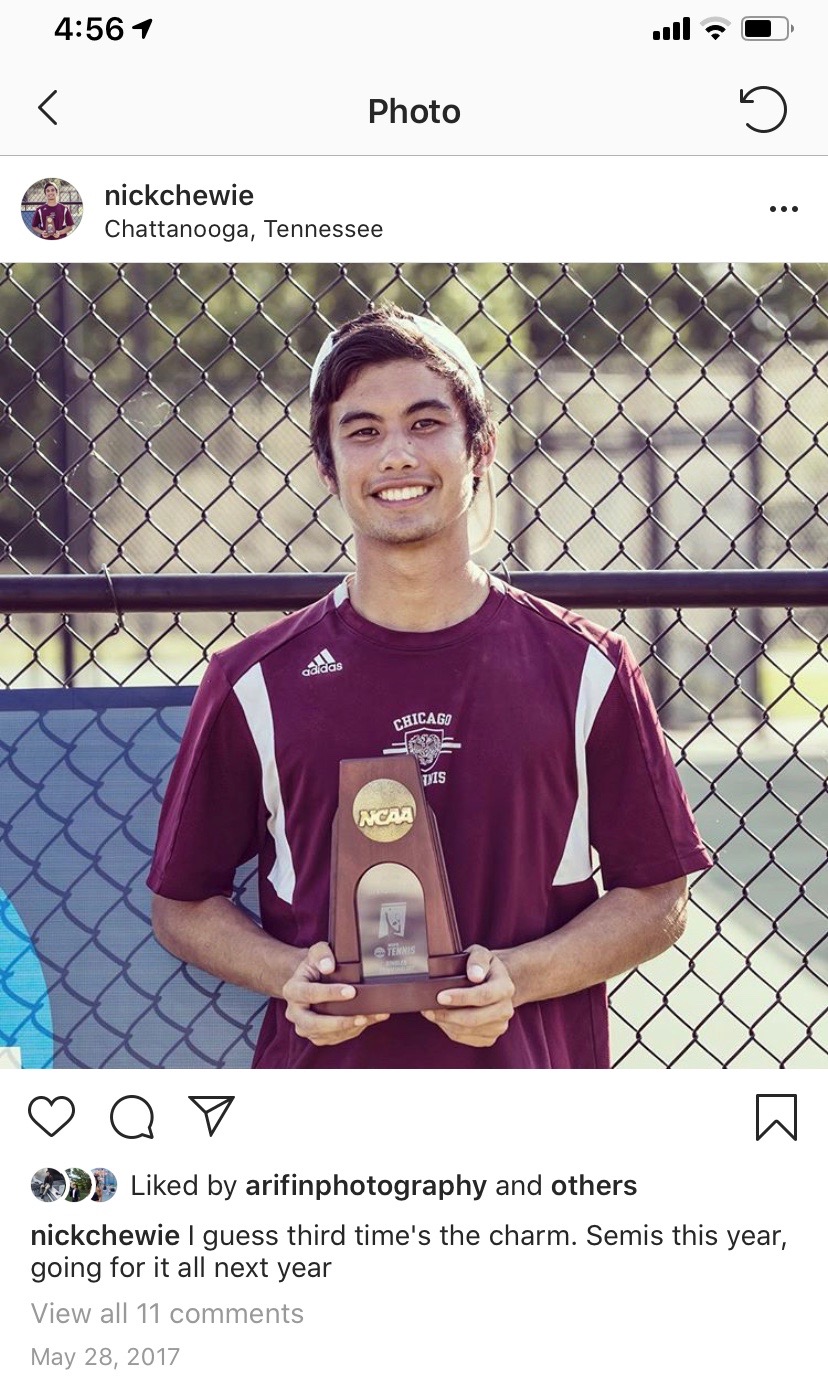 4:56
Photo
nickchewie
Chattanooga, Tennessee
adidas
CHICAGO
NCAA
TENNIS
Liked by arifinphotography and others
nickchewie I guess third time's the charm. Semis this year,
going for it all next year
View all 11 comments
May 28, 2017